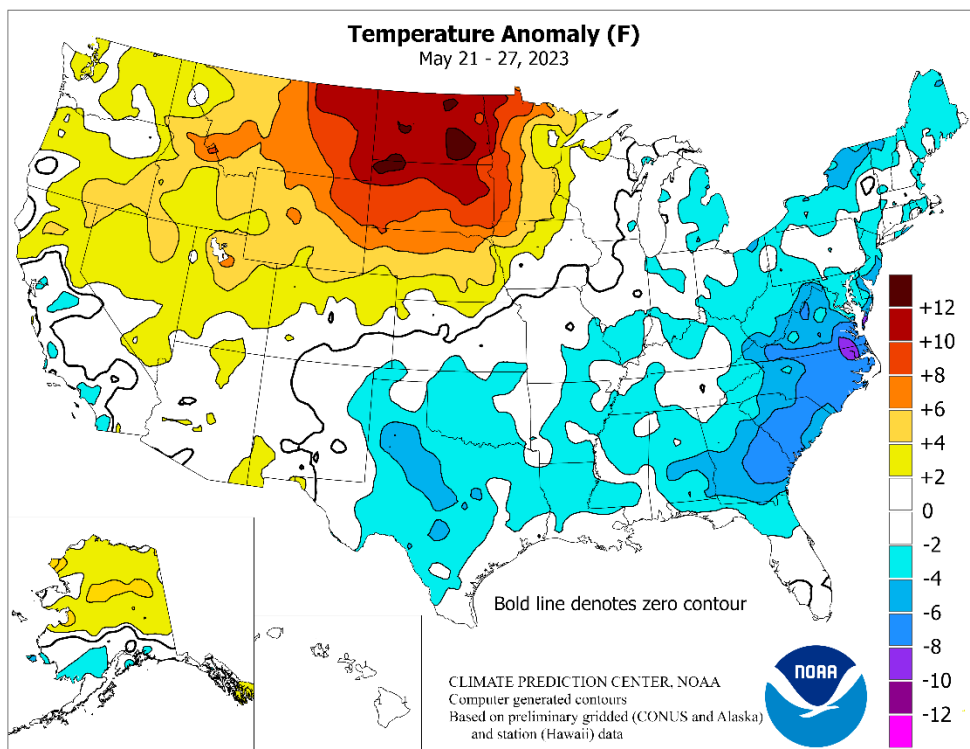 Temperature Anomaly (F)
May 21 - 27, 2023
+12
+10
+8
+6
+4
+2
0
-2
-4
-6
-8
-10
-12
Bold line denotes zero contour
CLIMATE PREDICTION CENTER, NOAA
Computer generated contours
Based on preliminary gridded (CONUS and Alaska)
and station (Hawaii) data
NOAA